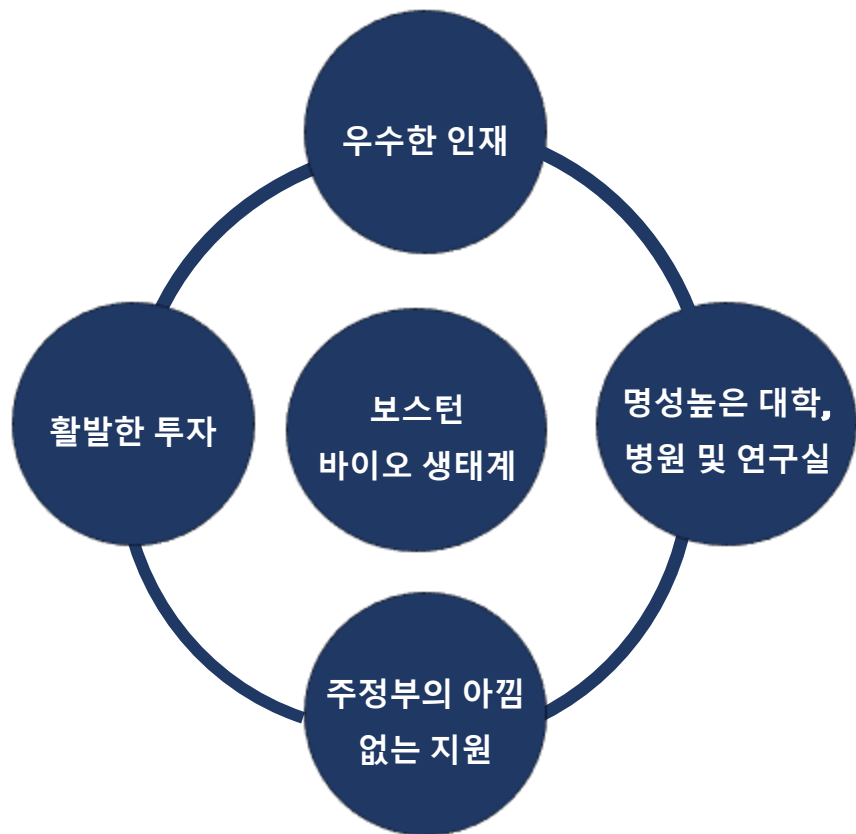 우수한 인재
활발한 투자
보스턴
바이오 생태계
명성높은 대학,
병원 및 연구실
주정부의 아낌
없는 지원